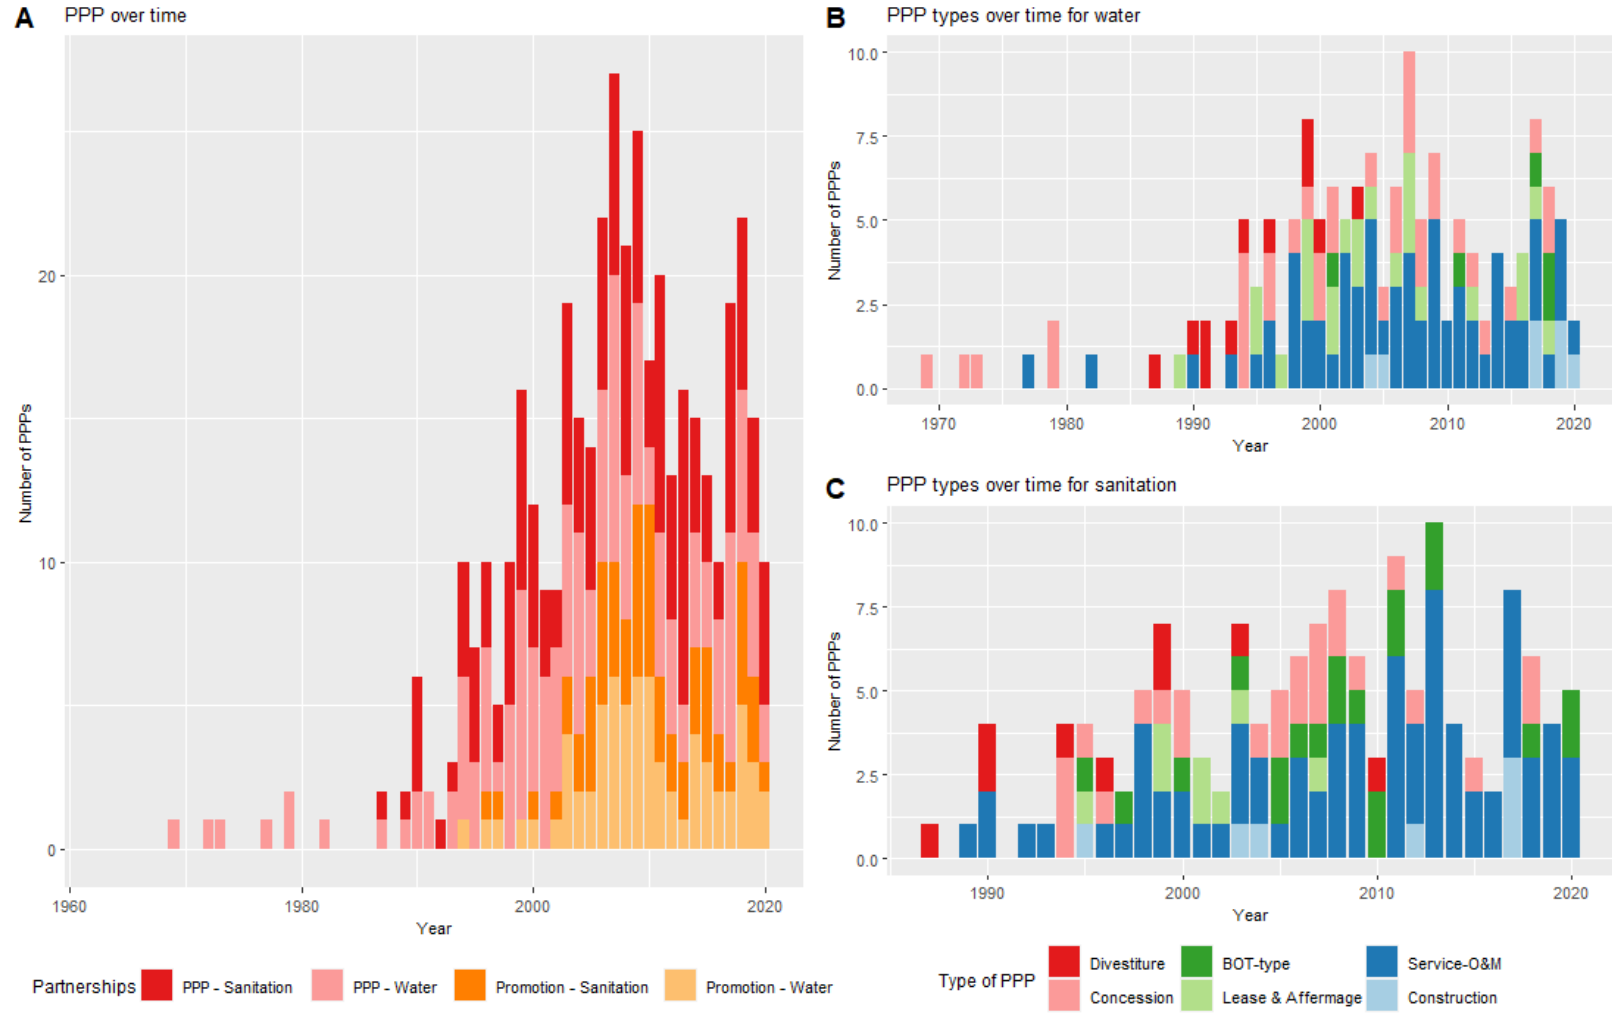 A PPP over time
Number of PPPs
20
10
0
1960 1980 2000 2020
Year
Partnerships PPP - Sanitation PPP - Water Promotion - Sanitation Promotion - Water
B PPP types over time for water
Number of PPPs
10.0
7.5
5.0
2.5
0.0
1970 1980 1990 2000 2010 2020
Year
C PPP types over time for sanitation
Number of PPPs
10.0
7.5
5.0
2.5
0.0
1990 2000 2010 2020
Year
Type of PPP
Divestiture BOT-type Service-O&M
Concession Lease & Affermage Construction